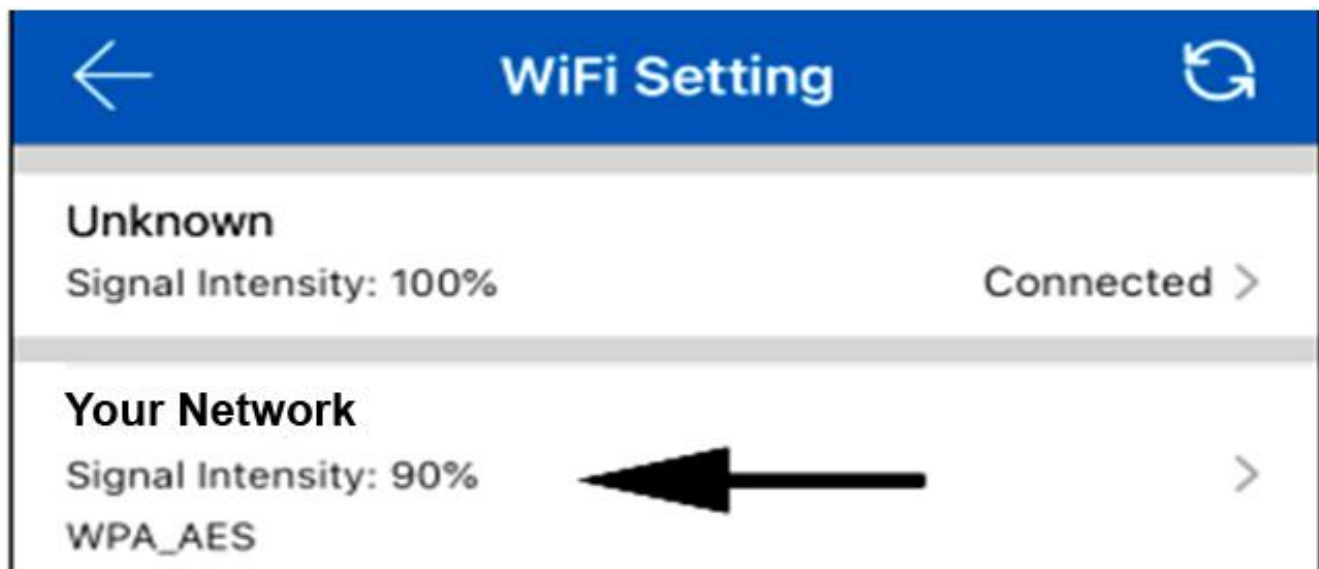 WiFi Setting
Unknown
Signal Intensity: 100%
Connected
Your Network
Signal Intensity: 90%
WPA_AES